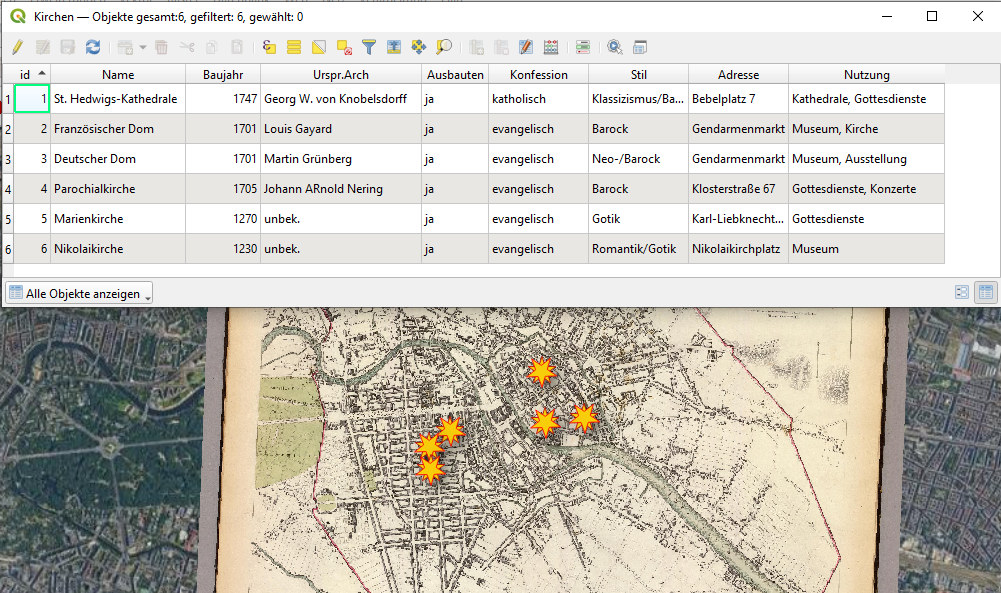 Kirchen — Objekte gesamt:6, gefiltert: 6, gewählt: 0
id Name Baujahr Urspr.Arch Ausbauten Konfession Stil Adresse Nutzung
1 1 St. Hedwigs-Kathedrale 1747 Georg W. von Knobelsdorff ja katholisch Klassizismus/Ba... Bebelplatz 7 Kathedrale, Gottesdienste
2 2 Französischer Dom 1701 Louis Gayard ja evangelisch Barock Gendarmenmarkt Museum, Kirche
3 3 Deutscher Dom 1701 Martin Grünberg ja evangelisch Neo-/Barock Gendarmenmarkt Museum, Ausstellung
4 4 Parochialkirche 1705 Johann ARnold Nering ja evangelisch Barock Klosterstraße 67 Gottesdienste, Konzerte
5 5 Marienkirche 1270 unbek. ja evangelisch Gotik Karl-Liebknecht... Gottesdienste
6 6 Nikolaikirche 1230 unbek. ja evangelisch Romantik/Gotik Nikolaikirchplatz Museum
Alle Objekte anzeigen